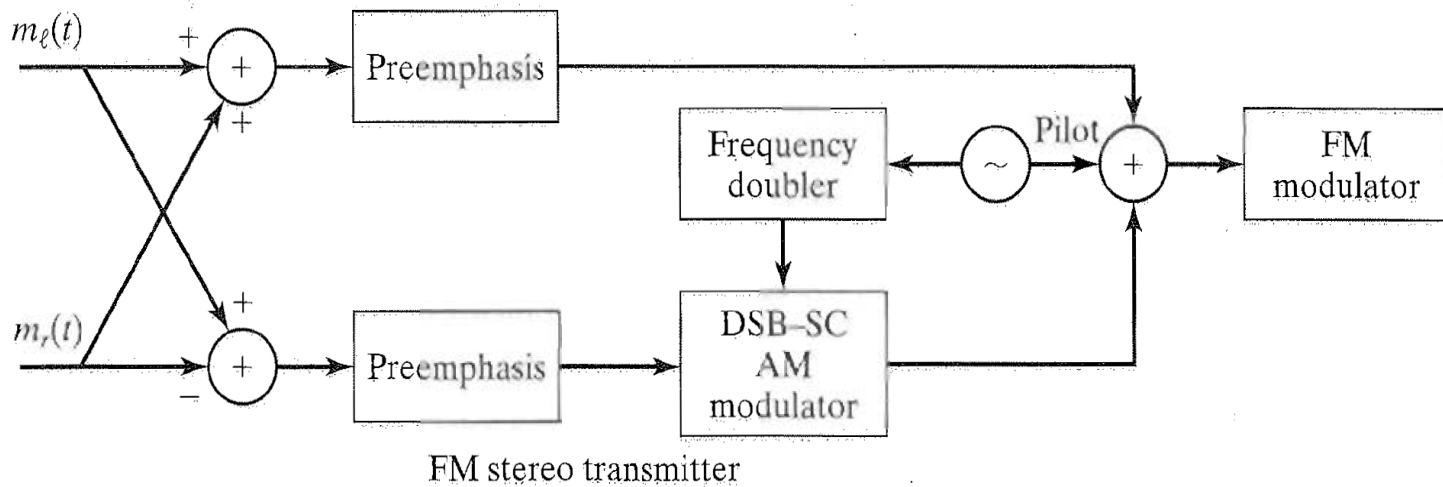 mℓ(t)
+
+
+
Preemphasis
Frequency
doubler
~
Pilot
+
FM
modulator
mr(t)
+
+
−
Preemphasis
DSB–SC
AM
modulator
FM stereo transmitter